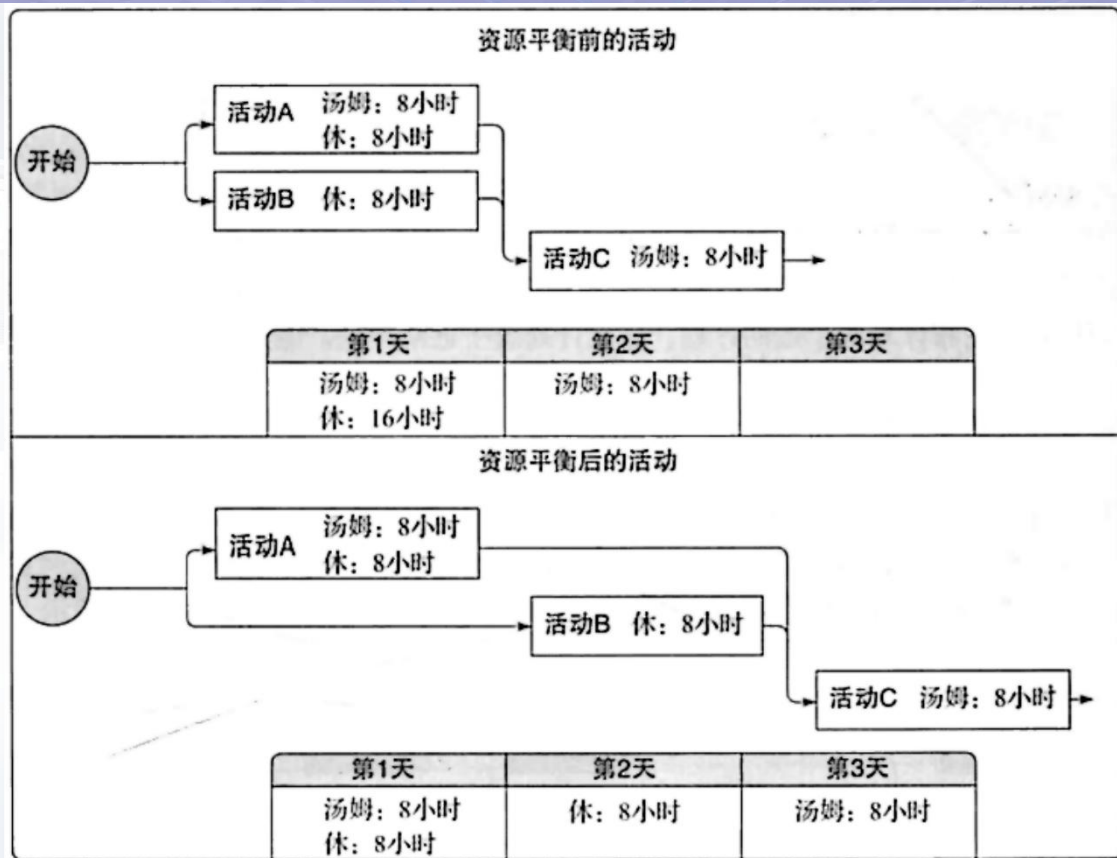 资源平衡前的活动
开始
活动A 汤姆：8小时
休：8小时
活动B 休：8小时
活动C 汤姆：8小时
第1天 第2天 第3天
汤姆：8小时 汤姆：8小时
休：16小时
资源平衡后的活动
开始
活动A 汤姆：8小时
休：8小时
活动B 休：8小时
活动C 汤姆：8小时
第1天 第2天 第3天
汤姆：8小时 休：8小时 汤姆：8小时
休：8小时